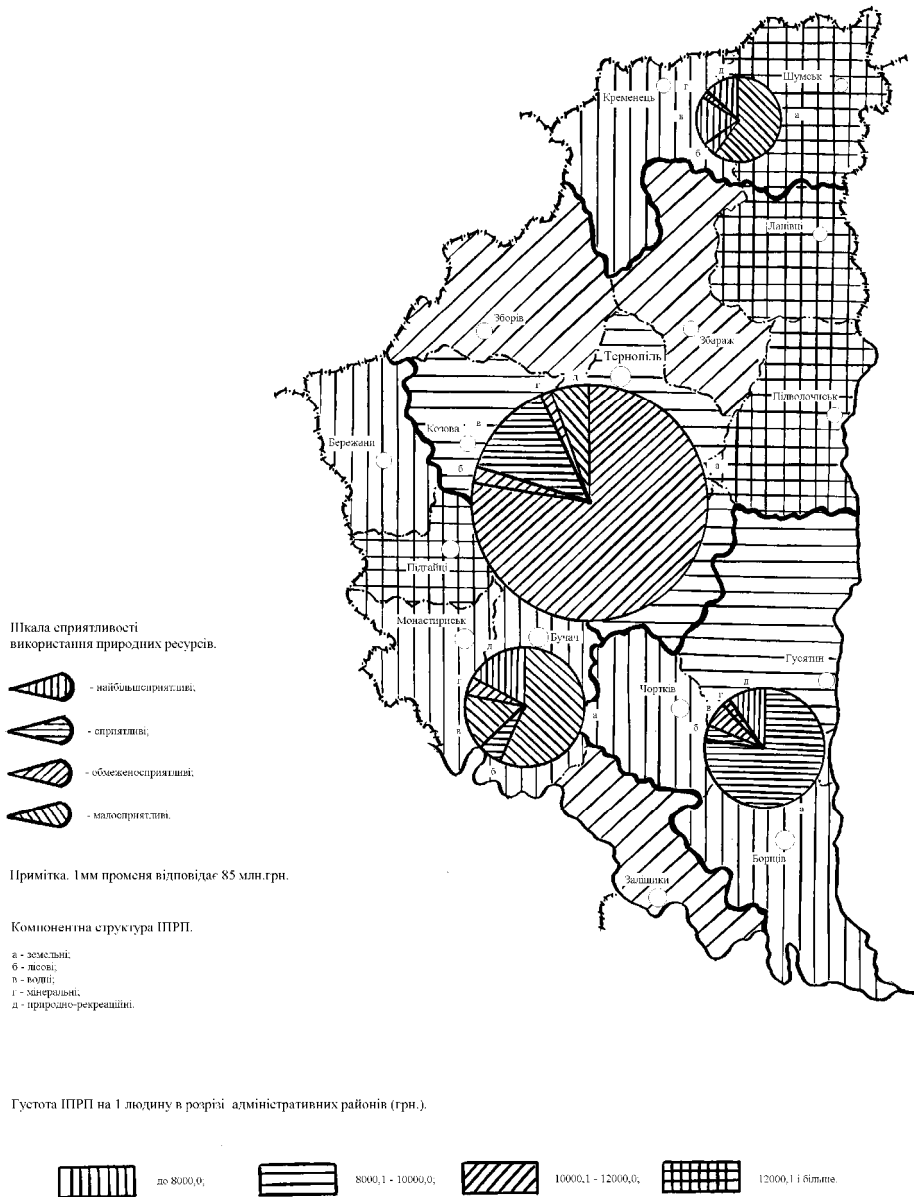 Шумськ
д
Кременець
г
в
а
б
Ланівці
Зборів
Збараж
Тернопіль
д
г
Підволочиськ
Козова
в
Бережани
б
а
Підгайці
Монастириськ
Бучач
д
г
а
в
б
Гусятин
Чортків
д
г
в
б
а
Борщів
Заліщики
Шкала сприятливості
використання природних ресурсів.
- найбільшсприятливі;
- сприятливі;
- обмеженосприятливі;
- малосприятливі.
Примітка. 1мм променя відповідає 85 млн.грн.
Компонентна структура ІПРП.
а - земельні;
б - лісові;
в - водні;
г - мінеральні;
д - природно-рекреаційні.
Густота ІПРП на 1 людину в розрізі адміністративних районів (грн.).
до 8000,0;
8000,1 - 10000,0;
10000,1 - 12000,0;
12000,1 і більше.